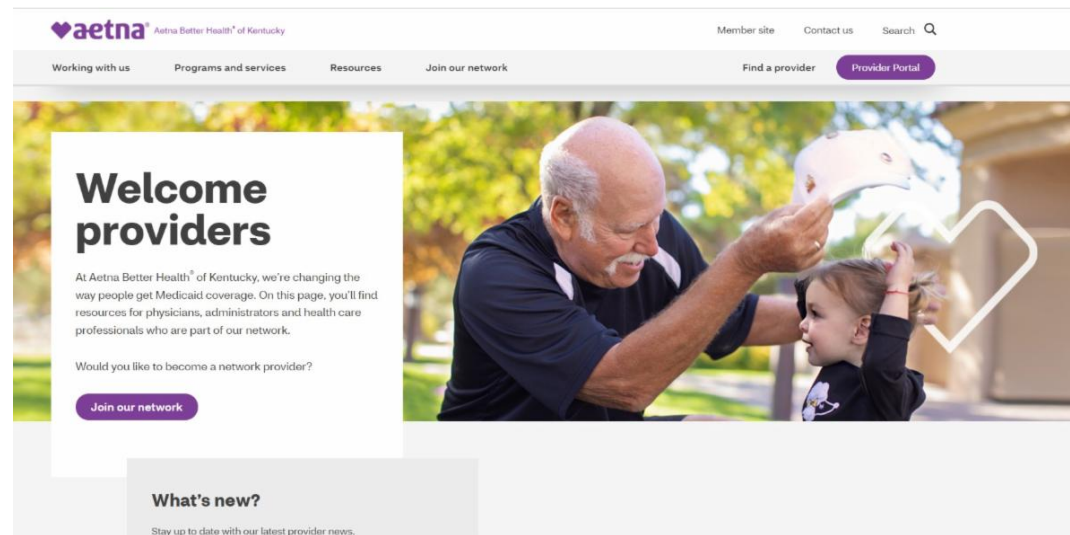 aetna® Aetna Better Health® of Kentucky
Member site Contact us Search
Working with us Programs and services Resources Join our network Find a provider Provider Portal
Welcome
providers
At Aetna Better Health® of Kentucky, we're changing the
way people get Medicaid coverage. On this page, you'll find
resources for physicians, administrators and health care
professionals who are part of our network.
Would you like to become a network provider?
Join our network
What's new?
Stay up to date with our latest provider news.